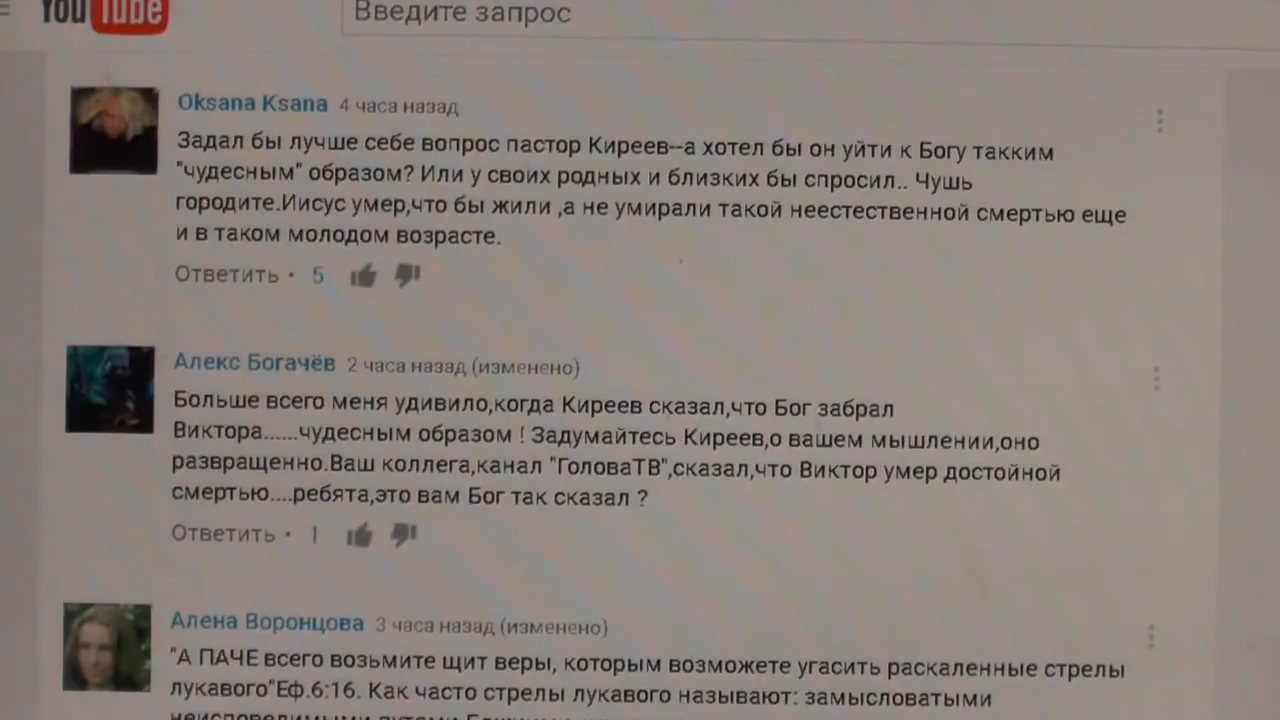 YouTube
Введите запрос
Oksana Ksana 4 часа назад
Задал бы лучше себе вопрос пастор Киреев--а хотел бы он уйти к Богу такким
"чудесным" образом? Или у своих родных и близких бы спросил.. Чушь
городите.Иисус умер,что бы жили ,а не умирали такой неестественной смертью еще
и в таком молодом возрасте.
Ответить · 5
Алекс Богачёв 2 часа назад (изменено)
Больше всего меня удивило,когда Киреев сказал,что Бог забрал
Виктора......чудесным образом ! Задумайтесь Киреев,о вашем мышлении,оно
развращенно.Ваш коллега,канал "ГоловаТВ",сказал,что Виктор умер достойной
смертью....ребята,это вам Бог так сказал ?
Ответить · 1
Алена Воронцова 3 часа назад (изменено)
"А ПАЧЕ всего возьмите щит веры, которым возможете угасить раскаленные стрелы
лукавого"Еф.6:16. Как часто стрелы лукавого называют: замысловатыми